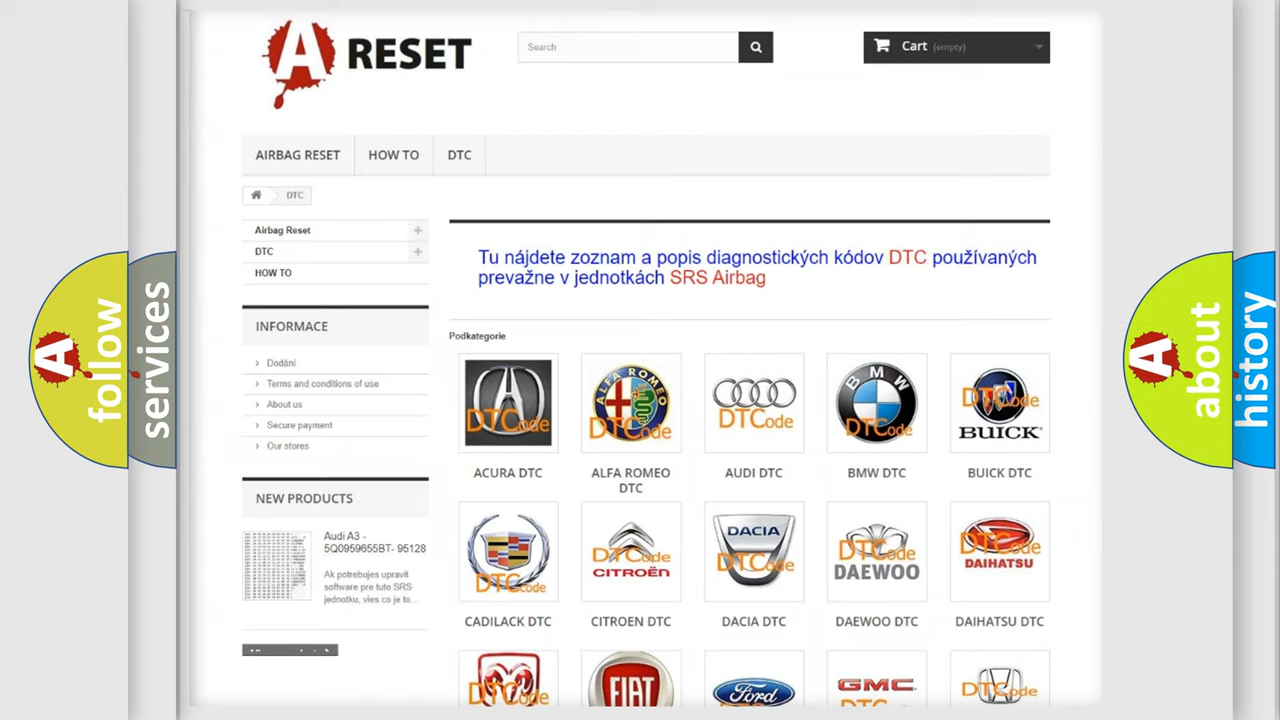 A RESET
Search
Cart (empty)
AIRBAG RESET
HOW TO
DTC
DTC
Airbag Reset
DTC
HOW TO
Tu nájdete zoznam a popis diagnostických kódov DTC používaných
prevažne v jednotkách SRS Airbag
INFORMACE
Dodání
Terms and conditions of use
About us
Secure payment
Our stores
NEW PRODUCTS
Audi A3 -
5Q0959655BT- 95128
Ak potrebujes upravit
software pre tuto SRS
jednotku, vies co je to...
Podkategorie
DTCode
ALFA ROMEO
DTCode
DTCode
BMW
DTCode
DTCode
BUICK
ACURA DTC
ALFA ROMEO
DTC
AUDI DTC
BMW DTC
BUICK DTC
DTCode
DTCode
CITROËN
DACIA
DTCode
DTCode
DAEWOO
DTCode
DAIHATSU
CADILACK DTC
CITROEN DTC
DACIA DTC
DAEWOO DTC
DAIHATSU DTC
DTCode
FIAT
Ford
GMC
DTCode
A follow
services
A about
history